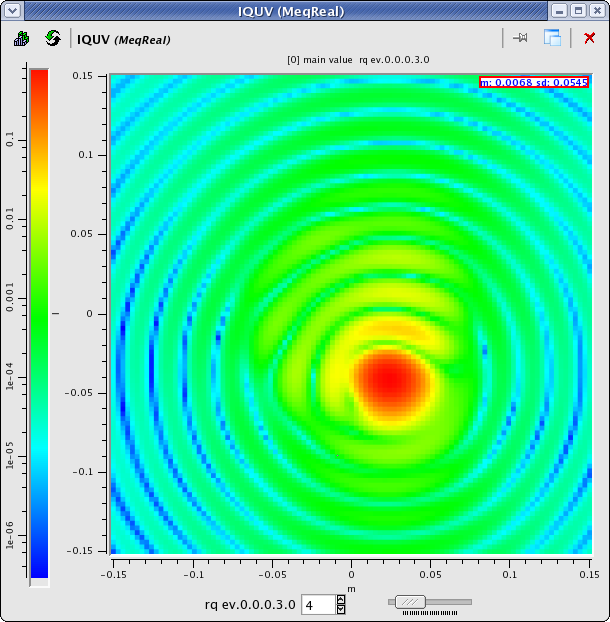 IQUV (MeqReal)
IQUV (MeqReal)
[0] main value rq ev.0.0.0.3.0
m: 0.0068 sd: 0.0545
0.1
0.01
0.001
1e-04
1e-05
1e-06
0.15
0.1
0.05
0
-0.05
-0.1
-0.15
-0.15
-0.1
-0.05
0
0.05
0.1
0.15
m
rq ev.0.0.0.3.0 4